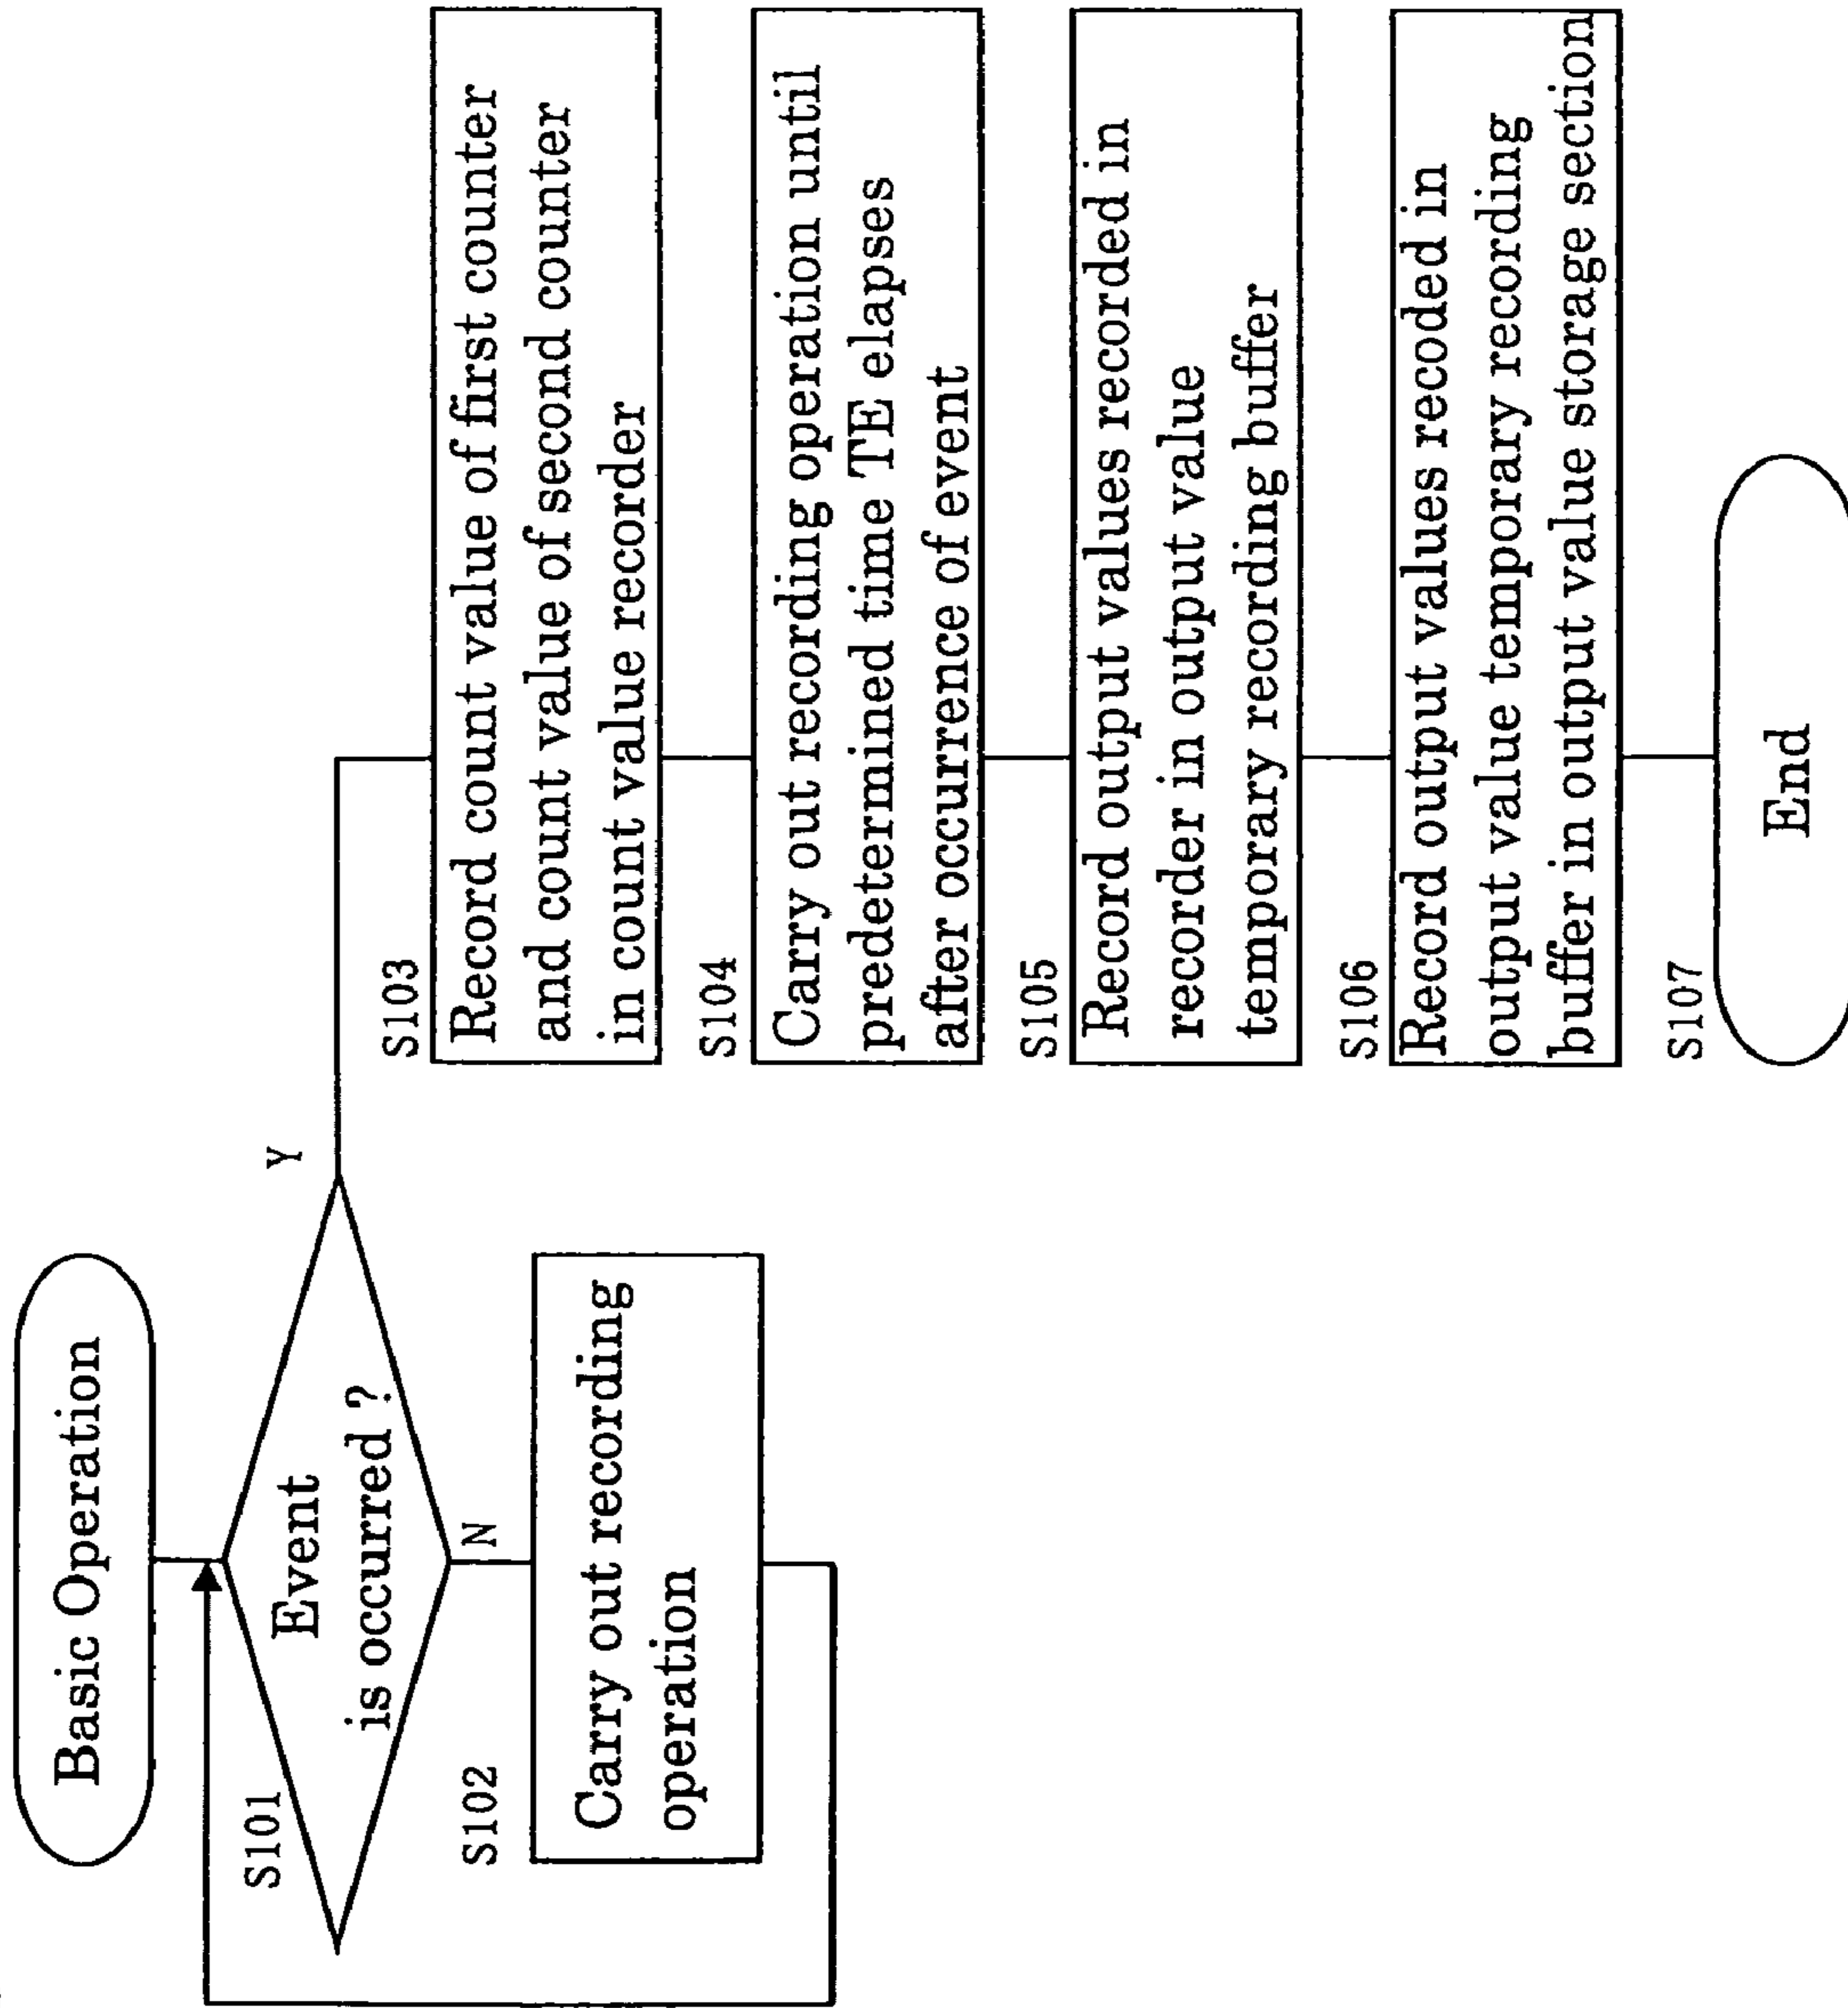 Basic Operation
S101
Event
is occurred ?
Y
N
S102
Carry out recording
operation
S103
Record count value of first counter
and count value of second counter
in count value recorder
S104
Carry out recording operation until
predetermined time TE elapses
after occurrence of event
S105
Record output values recorded in
recorder in output value
temporary recording buffer
S106
Record output values recoded in
output value temporary recording
buffer in output value storage section
S107
End